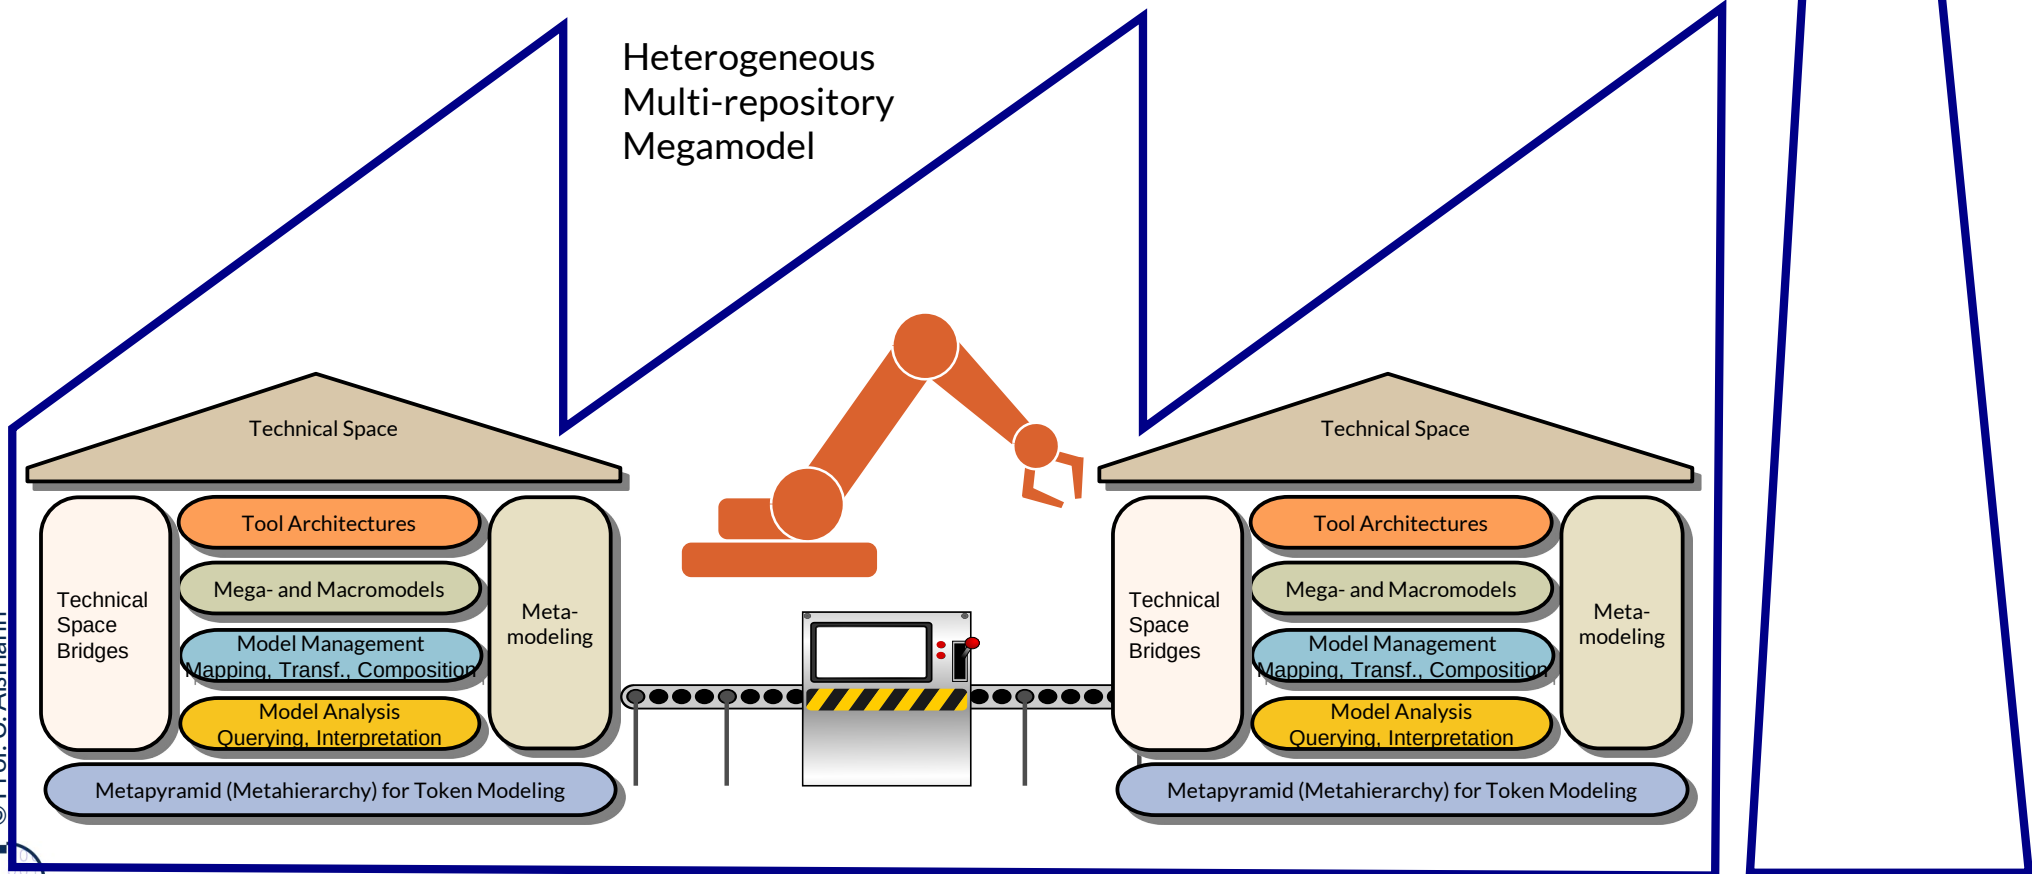 Heterogeneous
Multi-repository
Megamodel
Technical Space
Tool Architectures
Mega- and Macromodels
Technical
Space
Bridges
Model Management
Mapping, Transf., Composition
Model Analysis
Querying, Interpretation
Meta-
modeling
Metapyramid (Metahierarchy) for Token Modeling
Technical Space
Tool Architectures
Mega- and Macromodels
Technical
Space
Bridges
Model Management
Mapping, Transf., Composition
Model Analysis
Querying, Interpretation
Meta-
modeling
Metapyramid (Metahierarchy) for Token Modeling